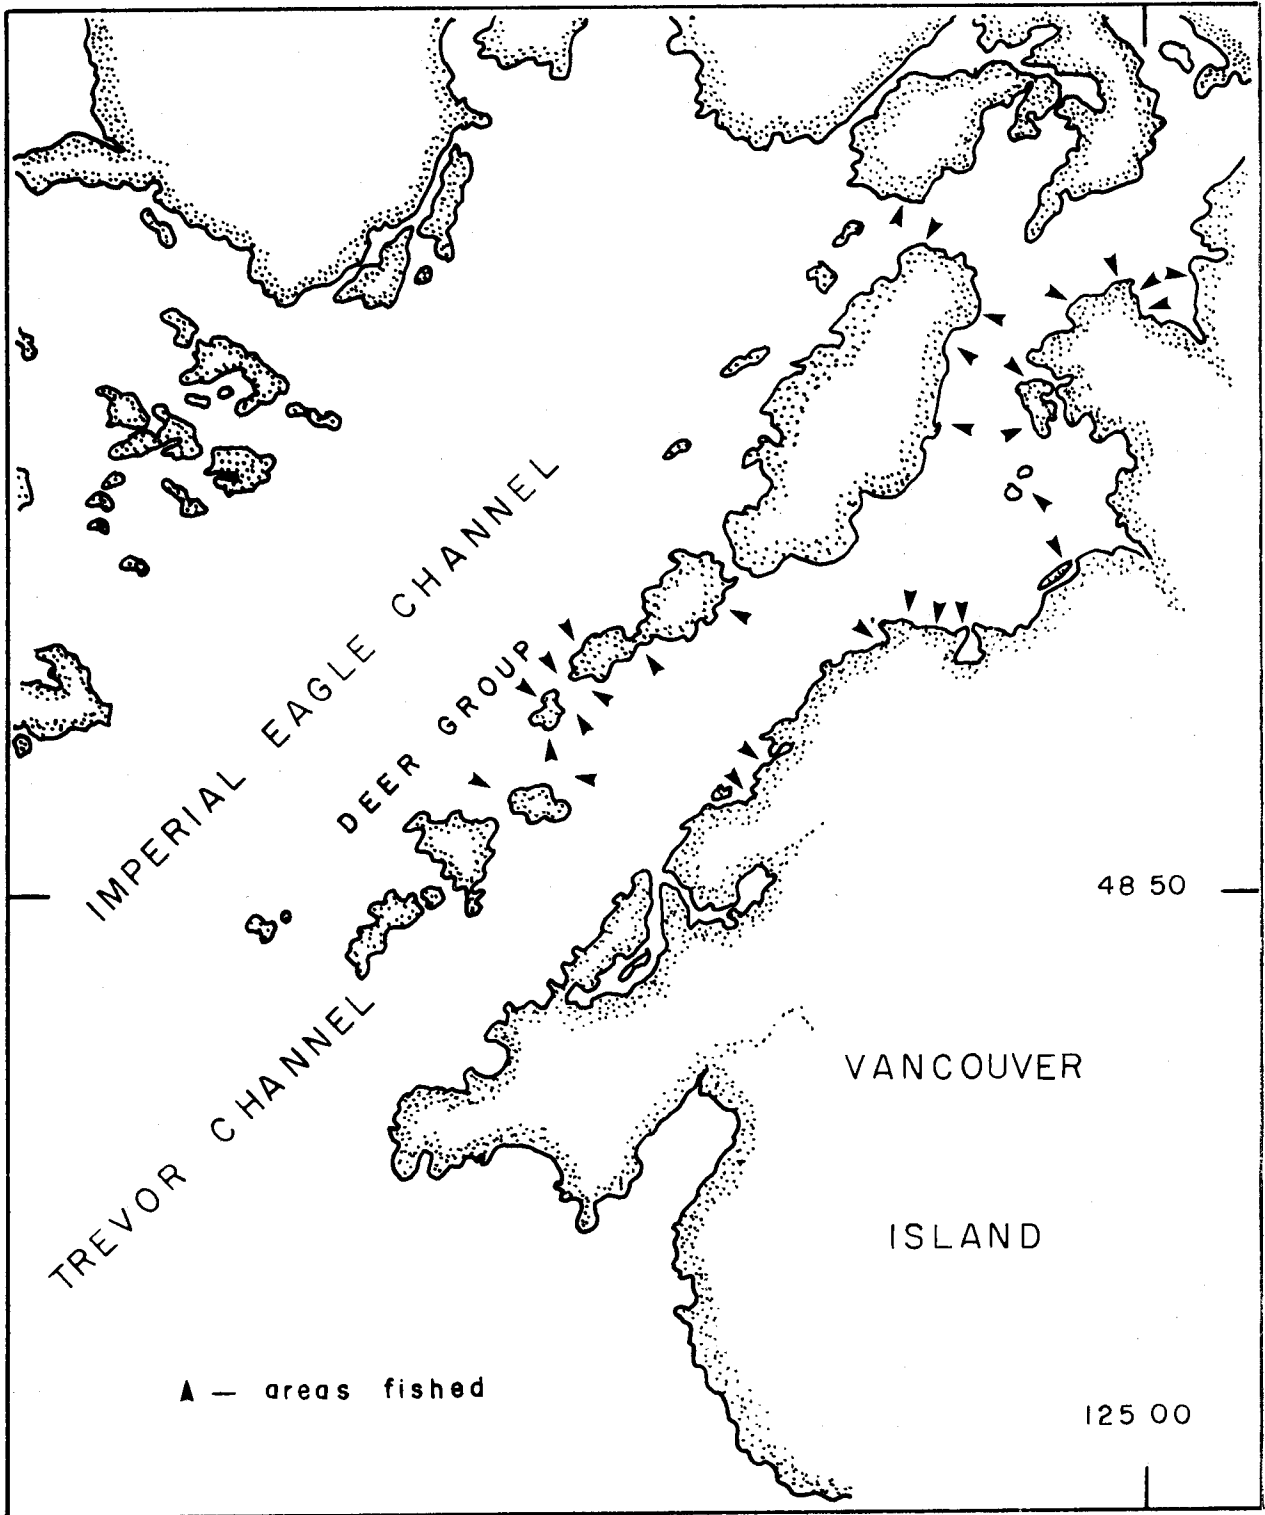 IMPERIAL EAGLE CHANNEL
DEER GROUP
TREVOR CHANNEL
48 50
VANCOUVER
ISLAND
— areas fished
125 00